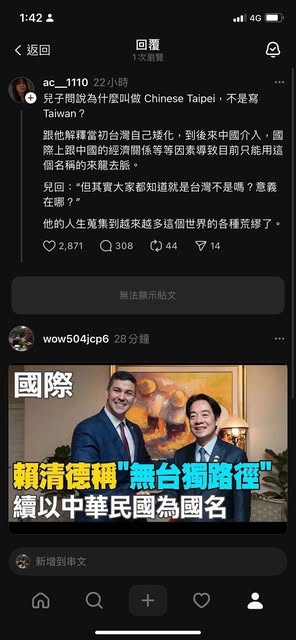 1:42
4G
返回
回覆
1 次瀏覽
ac__1110 22小時
兒子問說為什麼叫做 Chinese Taipei，不是寫
Taiwan？
跟他解釋當初台灣自己矮化，到後來中國介入，國
際上跟中國的經濟關係等等因素導致目前只能用這
個名稱的來龍去脈。
兒回：“但其實大家都知道就是台灣不是嗎？意義
在哪？”
他的人生蒐集到越來越多這個世界的各種荒繆了。
2,871 308 44 14
無法顯示貼文
wow504jcp6 28分鐘
國際
賴清德稱"無台獨路徑"
續以中華民國為國名
新增到串文